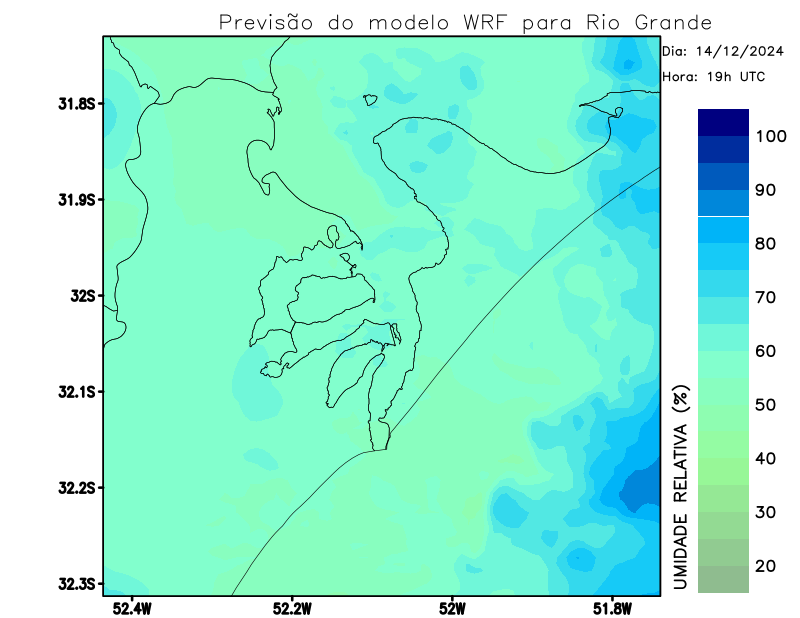 Previsão do modelo WRF para Rio Grande
Dia: 14/12/2024
Hora: 19h UTC
31.8S
31.9S
32S
32.1S
32.2S
32.3S
52.4W
52.2W
52W
51.8W
100
90
80
70
60
50
40
30
20
UMIDADE RELATIVA (%)